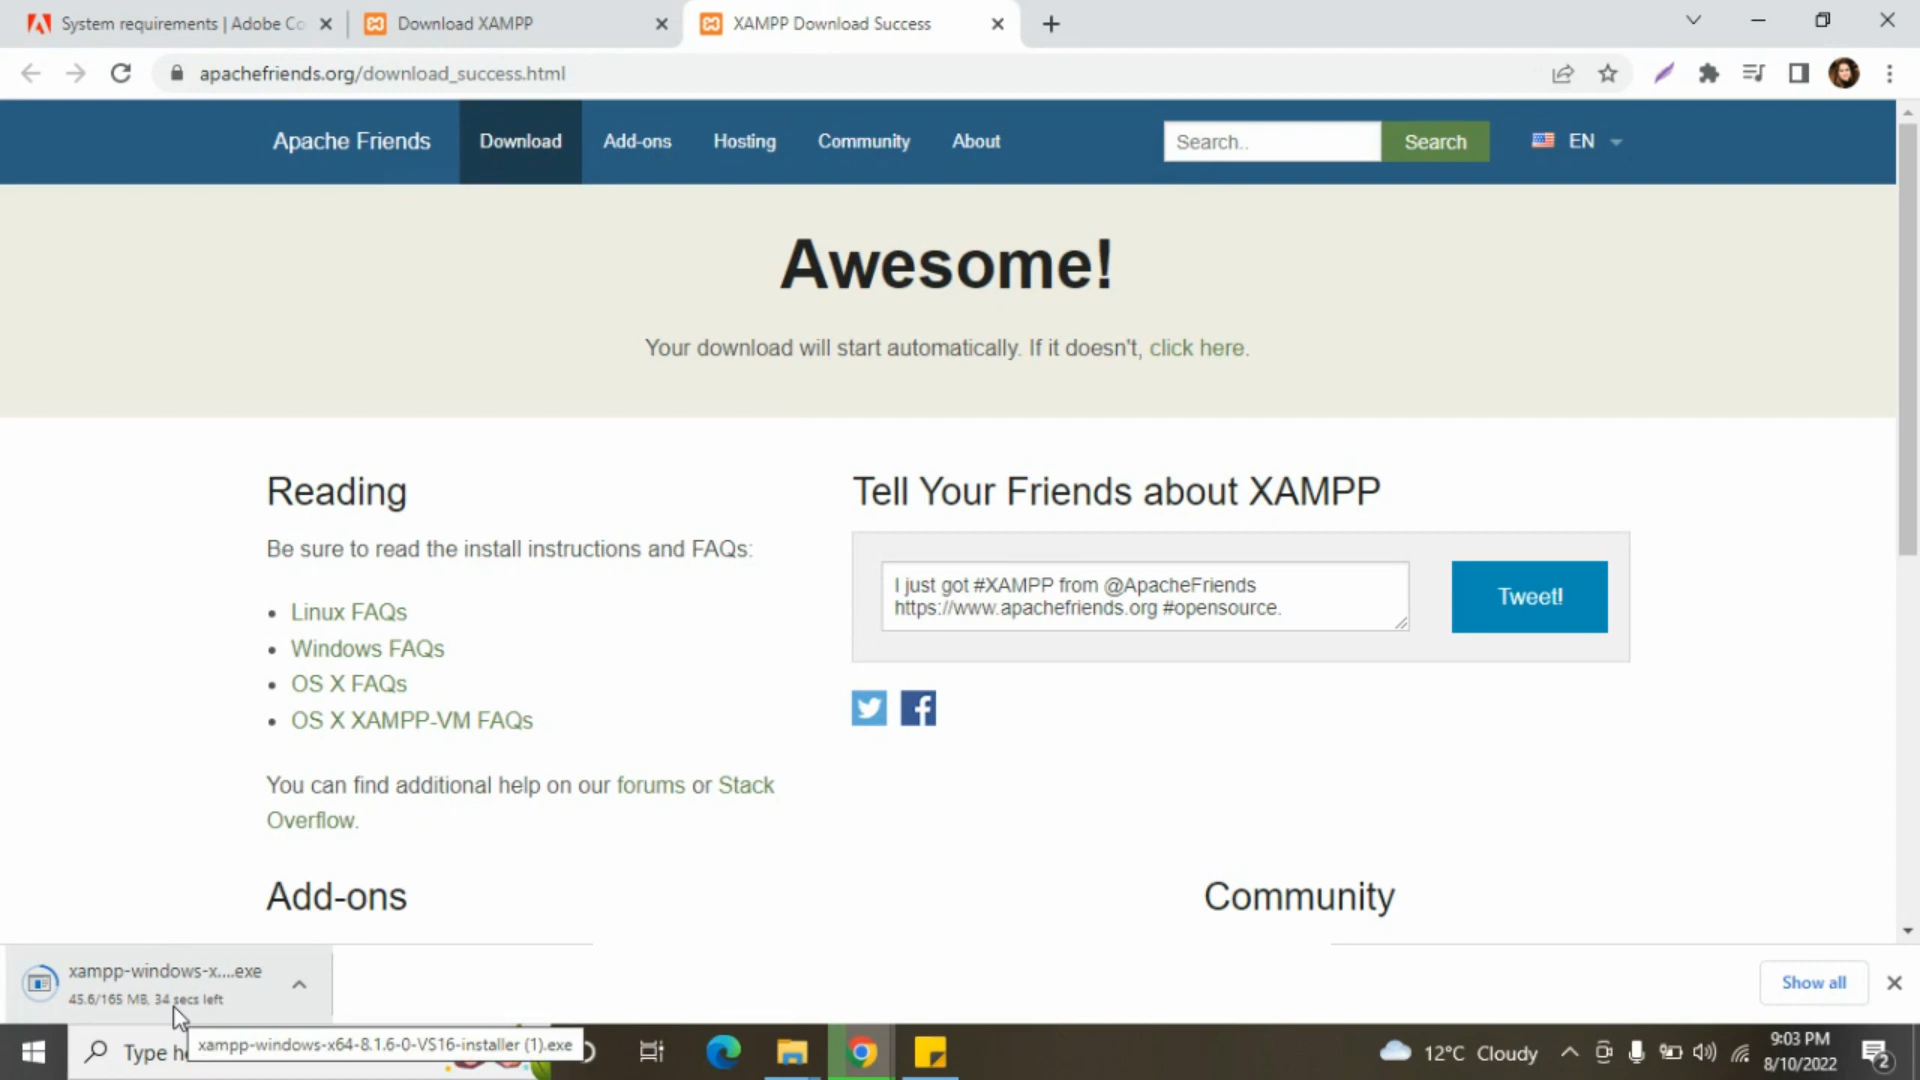 System requirements | Adobe Co
Download XAMPP
XAMPP Download Success
apachefriends.org/download_success.html
Apache Friends
Download
Add-ons
Hosting
Community
About
Search..
Search
EN
Awesome!
Your download will start automatically. If it doesn't, click here.
Reading
Be sure to read the install instructions and FAQs:
Linux FAQs
Windows FAQs
OS X FAQs
OS X XAMPP-VM FAQs
You can find additional help on our forums or Stack
Overflow.
Tell Your Friends about XAMPP
I just got #XAMPP from @ApacheFriends
https://www.apachefriends.org #opensource.
Tweet!
Add-ons
Community
xampp-windows-x....exe
45.6/165 MB, 34 secs left
Show all
xampp-windows-x64-8.1.6-0-VS16-installer (1).exe
Type he
12°C Cloudy
9:03 PM
8/10/2022
2